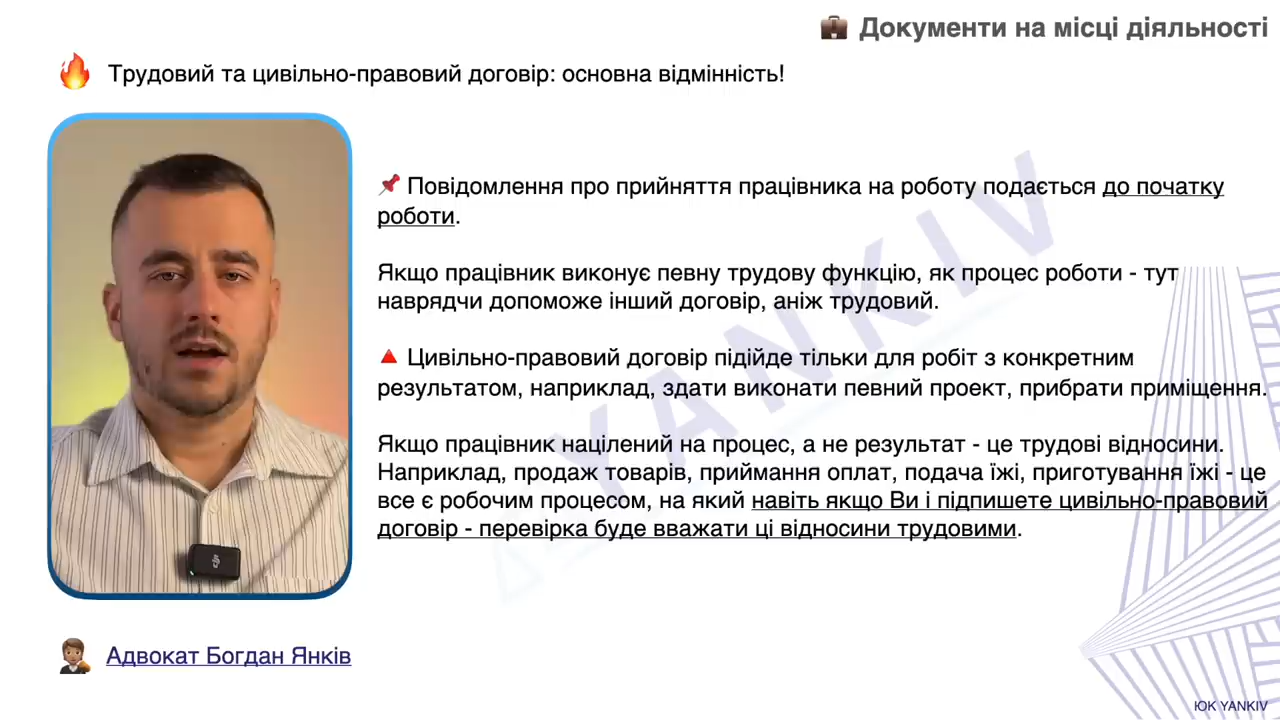 💼 Документи на місці діяльності
🔥 Трудовий та цивільно-правовий договір: основна відмінність!
📌 Повідомлення про прийняття працівника на роботу подається до початку
роботи.
Якщо працівник виконує певну трудову функцію, як процес роботи - тут
наврядчи допоможе інший договір, аніж трудовий.
🔺 Цивільно-правовий договір підійде тільки для робіт з конкретним
результатом, наприклад, здати виконати певний проект, прибрати приміщення.
Якщо працівник націлений на процес, а не результат - це трудові відносини.
Наприклад, продаж товарів, приймання оплат, подача їжі, приготування їжі - це
все є робочим процесом, на який навіть якщо Ви і підпишете цивільно-правовий
договір - перевірка буде вважати ці відносини трудовими.
YANKIV
Адвокат Богдан Янків
ЮК YANKIV